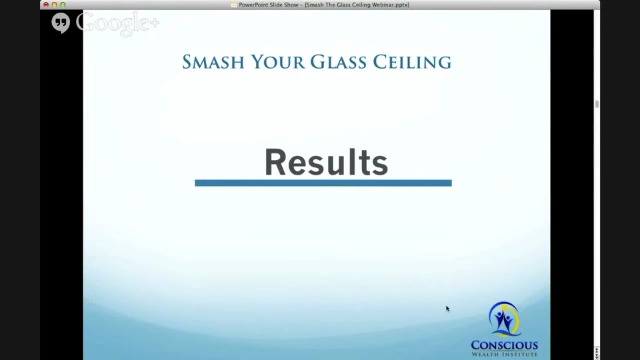 PowerPoint Slide Show - [Smash The Glass Ceiling Webinar.pptx]
Google+
SMASH YOUR GLASS CEILING
Results
CONSCIOUS
WEALTH INSTITUTE